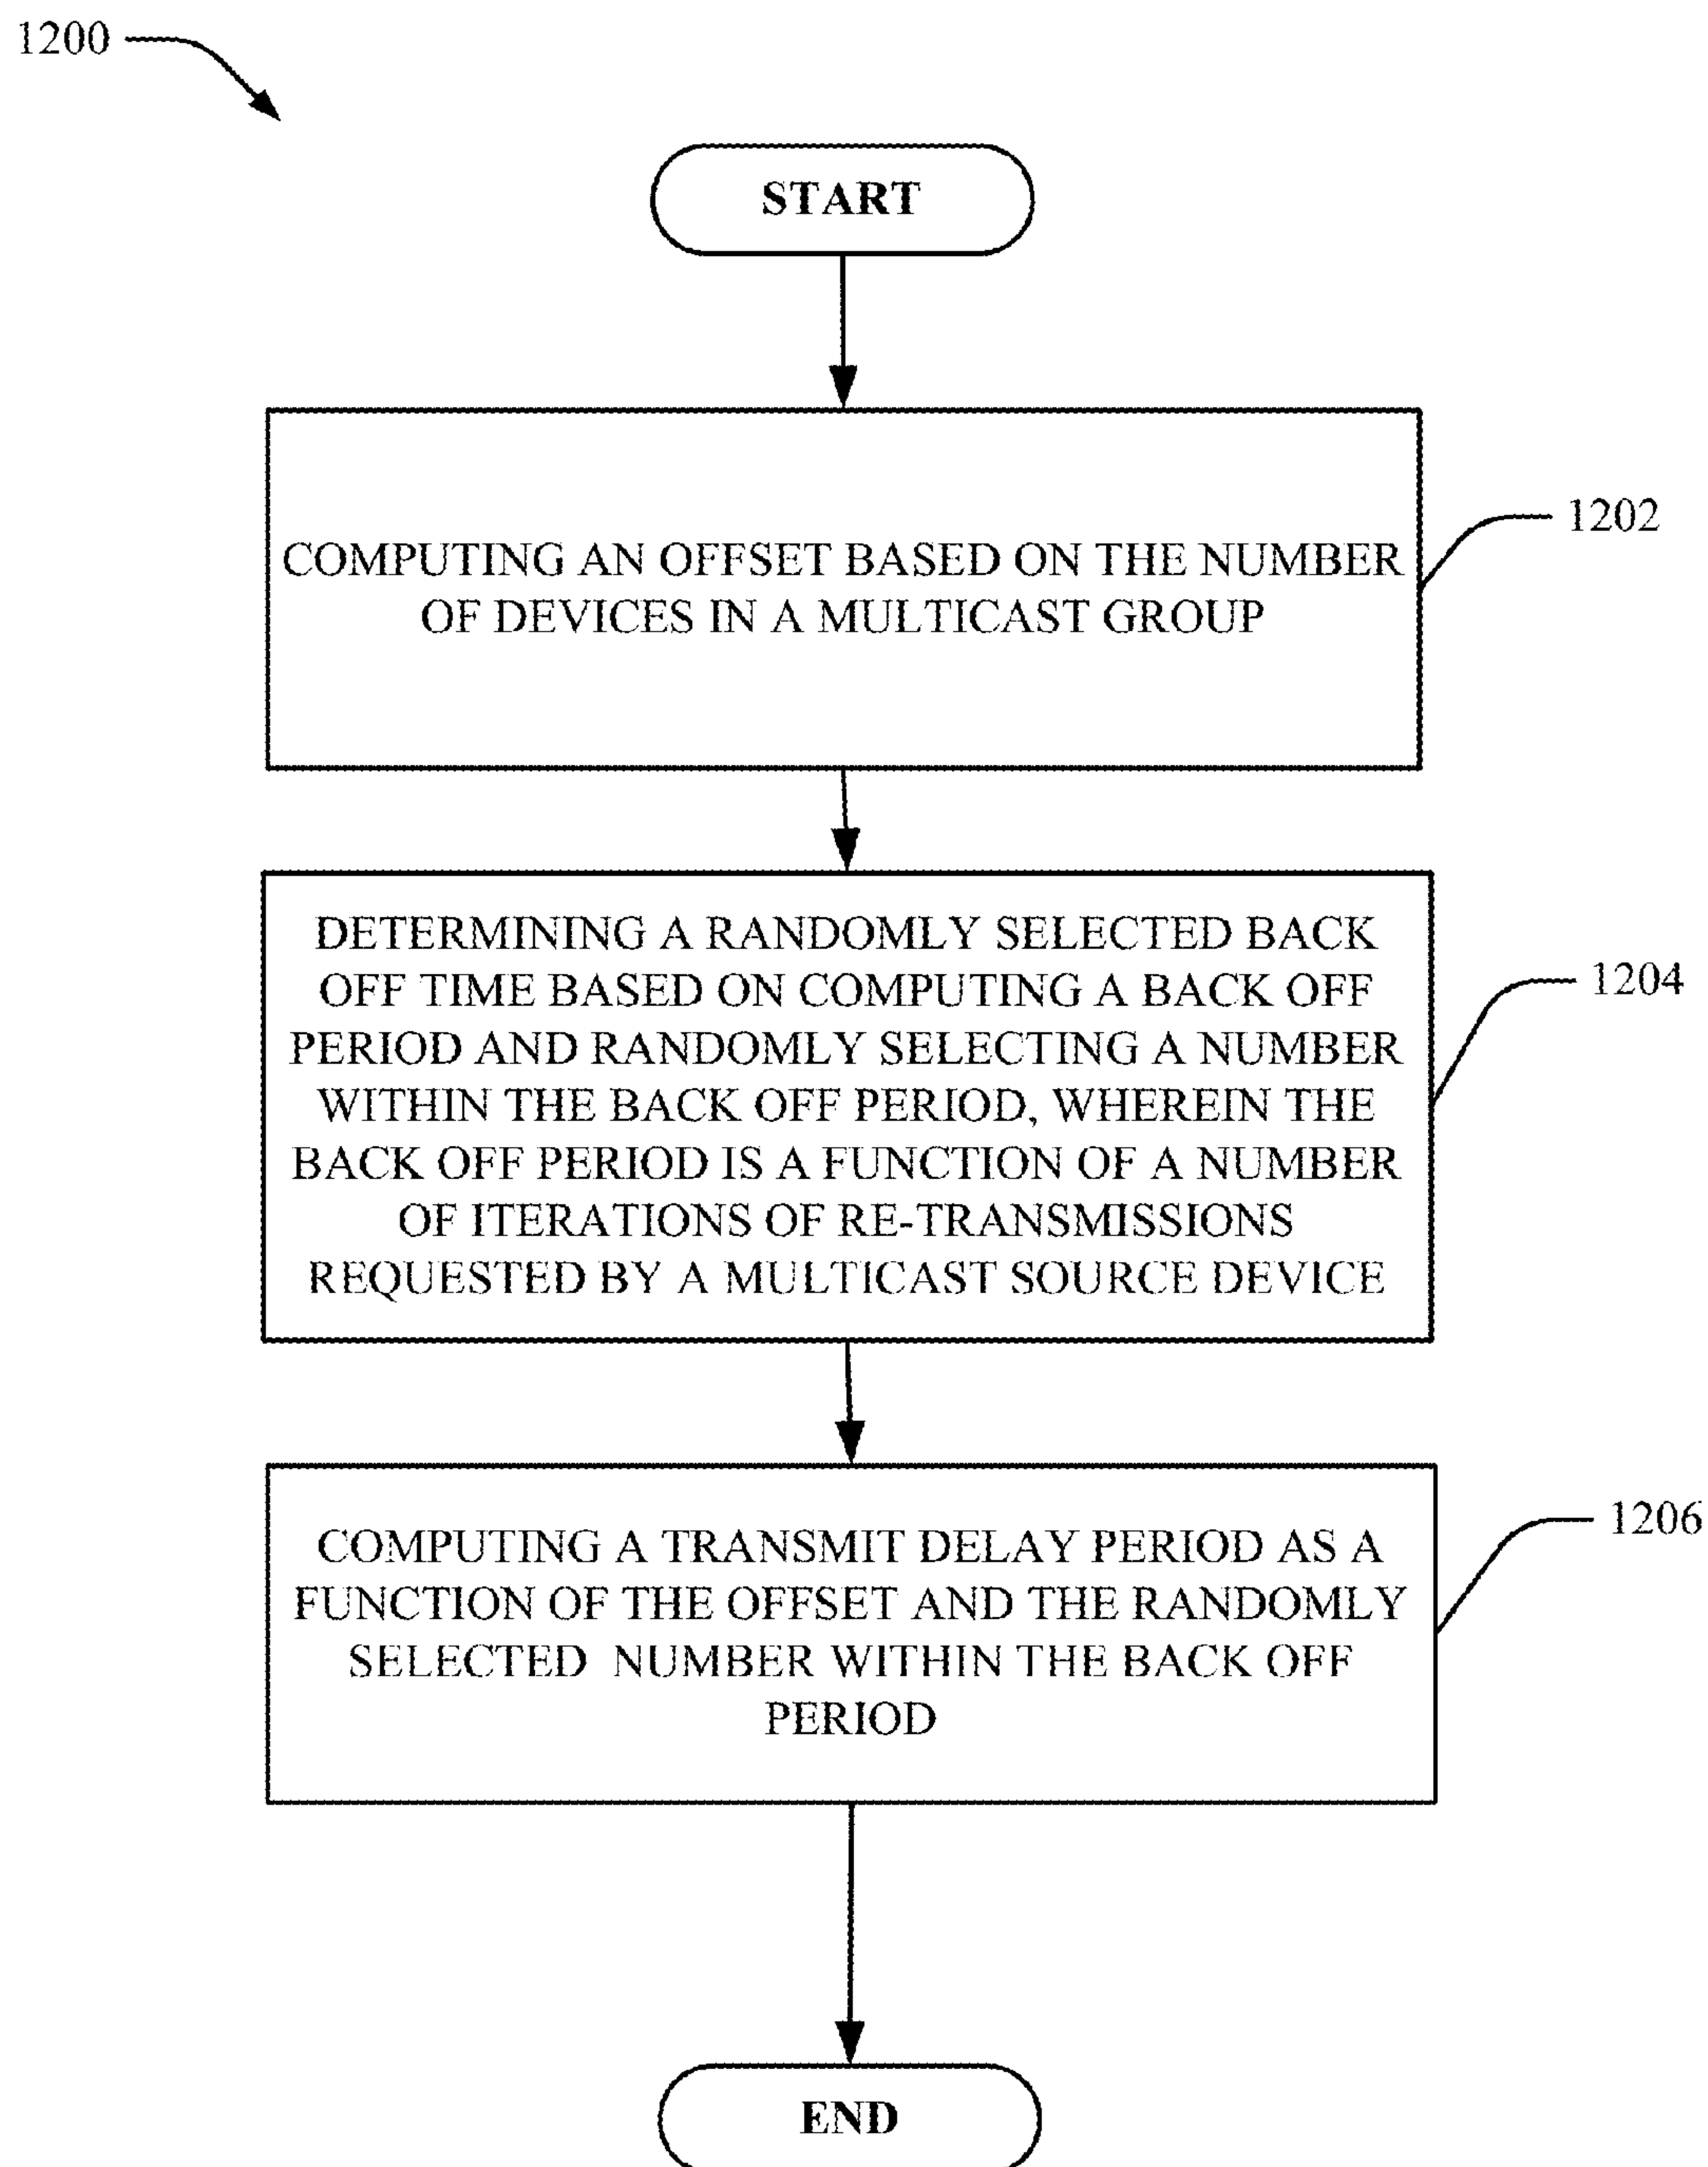 1200
START
COMPUTING AN OFFSET BASED ON THE NUMBER
OF DEVICES IN A MULTICAST GROUP
1202
DETERMINING A RANDOMLY SELECTED BACK
OFF TIME BASED ON COMPUTING A BACK OFF
PERIOD AND RANDOMLY SELECTING A NUMBER
WITHIN THE BACK OFF PERIOD, WHEREIN THE
BACK OFF PERIOD IS A FUNCTION OF A NUMBER
OF ITERATIONS OF RE-TRANSMISSIONS
REQUESTED BY A MULTICAST SOURCE DEVICE
1204
COMPUTING A TRANSMIT DELAY PERIOD AS A
FUNCTION OF THE OFFSET AND THE RANDOMLY
SELECTED NUMBER WITHIN THE BACK OFF
PERIOD
1206
END